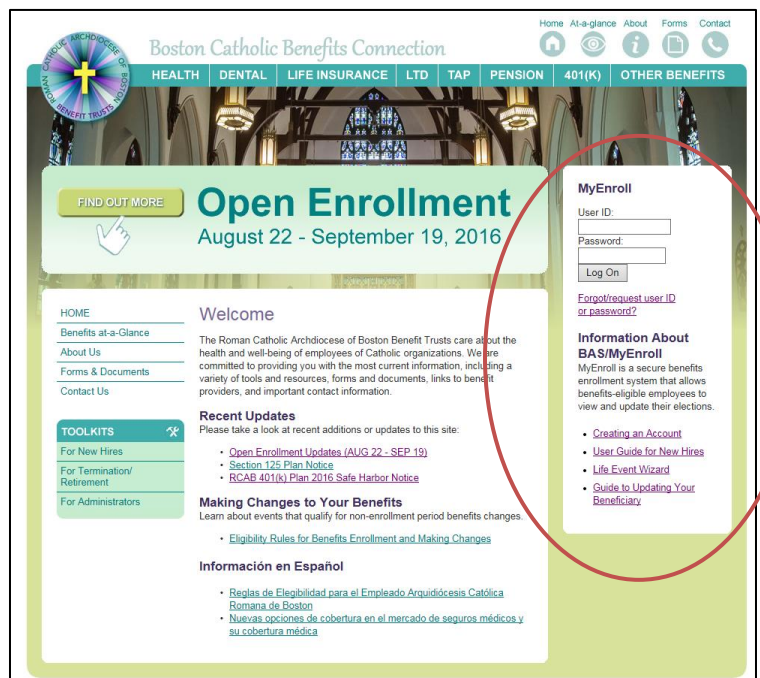 Home At-a-glance About Forms Contact
ROMAN CATHOLIC ARCHDIOCESE OF BOSTON
BENEFIT TRUSTS
Boston Catholic Benefits Connection
HEALTH DENTAL LIFE INSURANCE LTD TAP PENSION 401(K) OTHER BENEFITS
FIND OUT MORE
Open Enrollment
August 22 - September 19, 2016
HOME
Benefits at-a-Glance
About Us
Forms & Documents
Contact Us
TOOLKITS
For New Hires
For Termination/
Retirement
For Administrators
Welcome
The Roman Catholic Archdiocese of Boston Benefit Trusts care about the
health and well-being of employees of Catholic organizations. We are
committed to providing you with the most current information, including a
variety of tools and resources, forms and documents, links to benefit
providers, and important contact information.
Recent Updates
Please take a look at recent additions or updates to this site:
• Open Enrollment Updates (AUG 22 - SEP 19)
• Section 125 Plan Notice
• RCAB 401(k) Plan 2016 Safe Harbor Notice
Making Changes to Your Benefits
Learn about events that qualify for non-enrollment period benefits changes.
• Eligibility Rules for Benefits Enrollment and Making Changes
Información en Español
• Reglas de Elegibilidad para el Empleado Arquidiócesis Católica
Romana de Boston
• Nuevas opciones de cobertura en el mercado de seguros médicos y
su cobertura médica
MyEnroll
User ID:
Password:
Log On
Forgot/request user ID
or password?
Information About
BAS/MyEnroll
MyEnroll is a secure benefits
enrollment system that allows
benefits-eligible employees to
view and update their elections.
• Creating an Account
• User Guide for New Hires
• Life Event Wizard
• Guide to Updating Your
Beneficiary